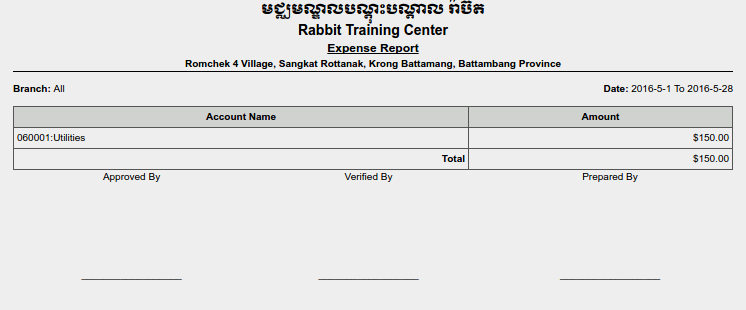 មជ្ឈមណ្ឌលបណ្តុះបណ្តាល រ៉ាប៊ីត
Rabbit Training Center
Expense Report
Romchek 4 Village, Sangkat Rottanak, Krong Battamang, Battambang Province
Branch: All Date: 2016-5-1 To 2016-5-28
Account Name Amount
060001:Utilities $150.00
Total $150.00
Approved By Verified By Prepared By